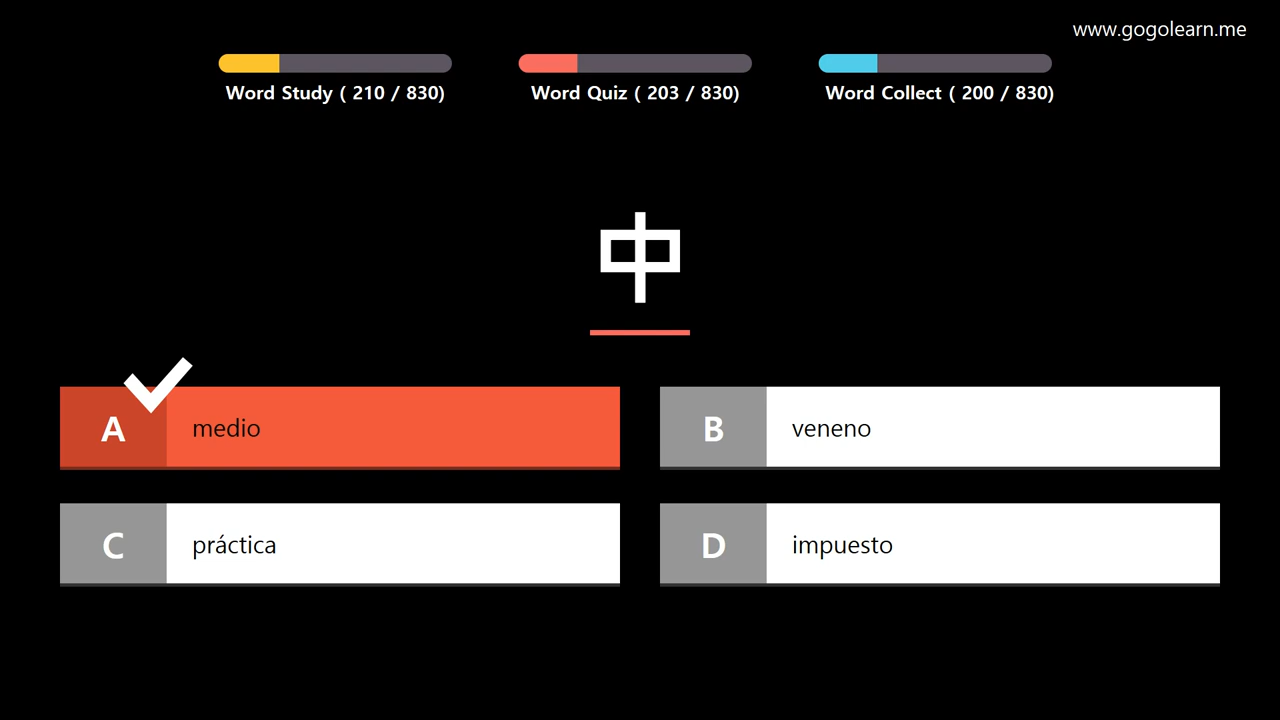 www.gogolearn.me
Word Study ( 210 / 830)
Word Quiz ( 203 / 830)
Word Collect ( 200 / 830)
中
A medio
B veneno
C práctica
D impuesto